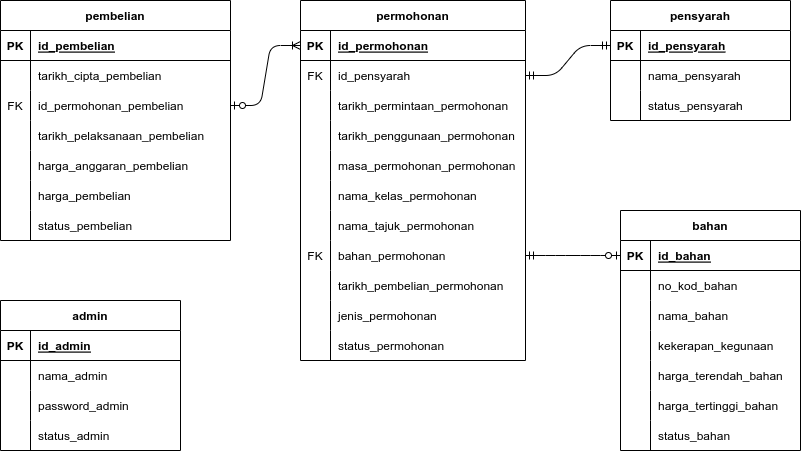 pembelian
PK id_pembelian
tarikh_cipta_pembelian
FK id_permohonan_pembelian
tarikh_pelaksanaan_pembelian
harga_anggaran_pembelian
harga_pembelian
status_pembelian
permohonan
PK id_permohonan
FK id_pensyarah
tarikh_permintaan_permohonan
tarikh_penggunaan_permohonan
masa_permohonan_permohonan
nama_kelas_permohonan
nama_tajuk_permohonan
FK bahan_permohonan
tarikh_pembelian_permohonan
jenis_permohonan
status_permohonan
pensyarah
PK id_pensyarah
nama_pensyarah
status_pensyarah
bahan
PK id_bahan
no_kod_bahan
nama_bahan
kekerapan_kegunaan
harga_terendah_bahan
harga_tertinggi_bahan
status_bahan
admin
PK id_admin
nama_admin
password_admin
status_admin